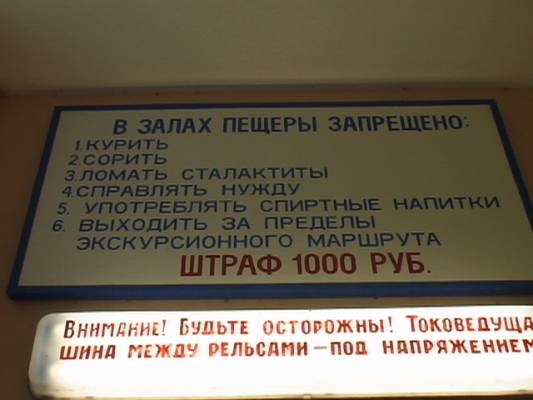 В ЗАЛАХ ПЕЩЕРЫ ЗАПРЕЩЕНО:
1.КУРИТЬ
2.СОРИТЬ
3.ЛОМАТЬ СТАЛАКТИТЫ
4.СПРАВЛЯТЬ НУЖДУ
5. УПОТРЕБЛЯТЬ СПИРТНЫЕ НАПИТКИ
6. ВЫХОДИТЬ ЗА ПРЕДЕЛЫ
ЭКСКУРСИОННОГО МАРШРУТА
ШТРАФ 1000 РУБ.
ВНИМАНИЕ! БУДЬТЕ ОСТОРОЖНЫ! ТОКОВЕДУЩА
ШИНА МЕЖДУ РЕЛЬСАМИ – ПОД НАПРЯЖЕНИЕМ